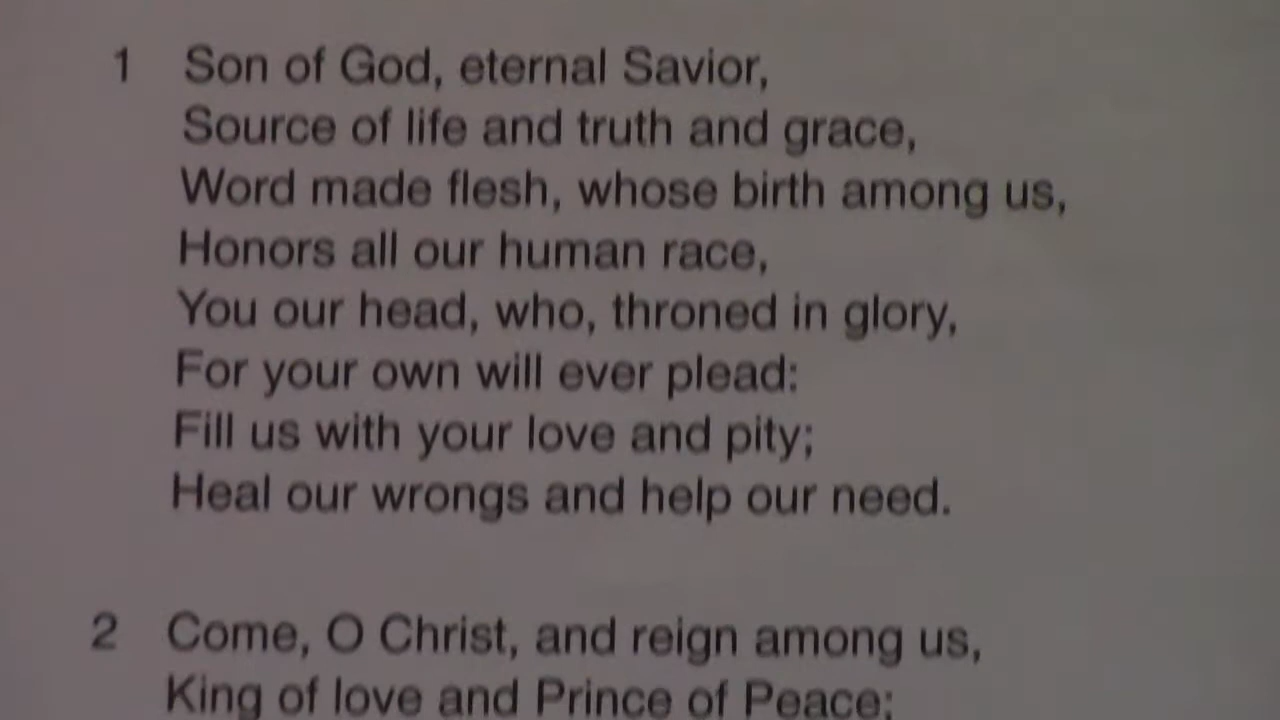 1 Son of God, eternal Savior,
Source of life and truth and grace,
Word made flesh, whose birth among us,
Honors all our human race,
You our head, who, throned in glory,
For your own will ever plead:
Fill us with your love and pity;
Heal our wrongs and help our need.
2 Come, O Christ, and reign among us,
King of love and Prince of Peace;